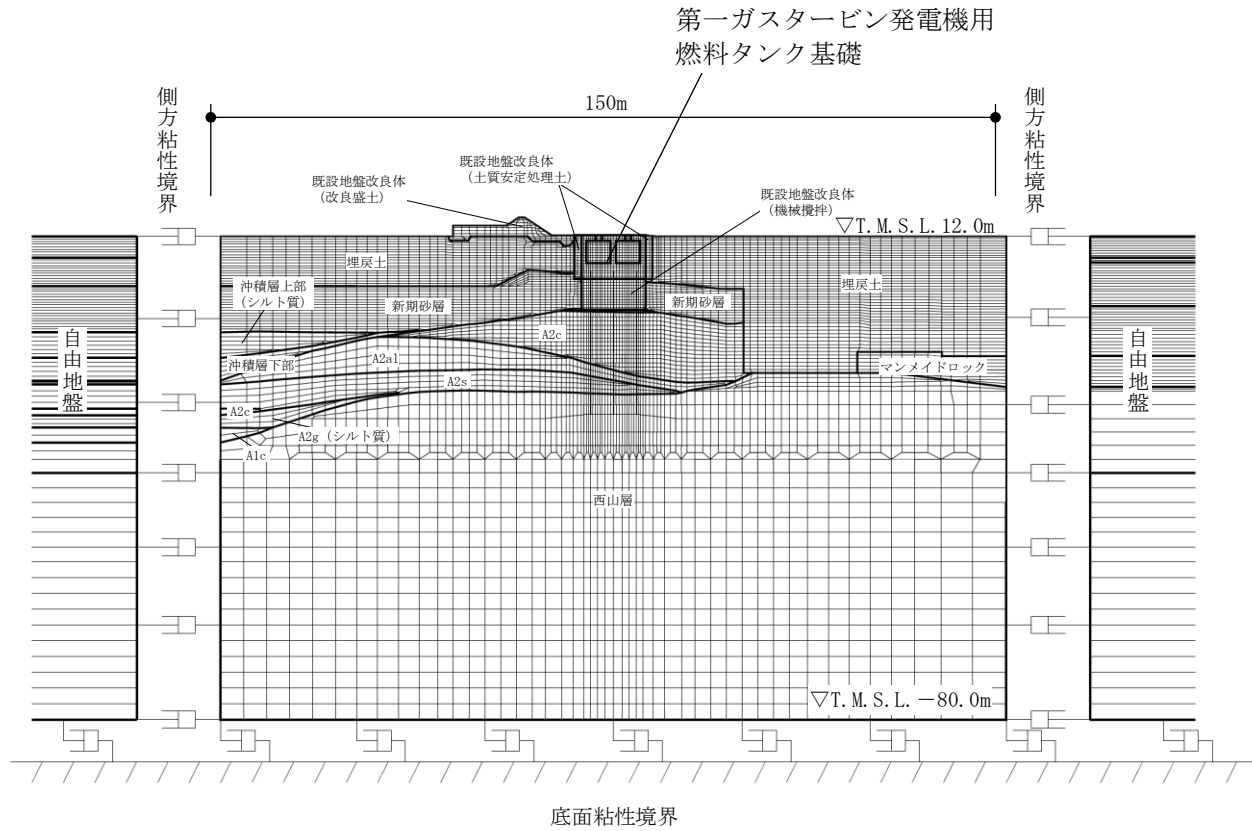 第一ガスタービン発電機用
燃料タンク基礎
側方粘性境界
150m
側方粘性境界
既設地盤改良体
（土質安定処理土）
既設地盤改良体
（改良盛土）
既設地盤改良体
（機械攪拌）
▽T.M.S.L.12.0m
埋戻土
埋戻土
沖積層上部
（シルト質）
新期砂層
新期砂層
自由地盤
自由地盤
A2c
沖積層下部
A2al
マンメイドロック
A2s
A2c
A2g（シルト質）
A1c
西山層
▽T.M.S.L.－80.0m
底面粘性境界